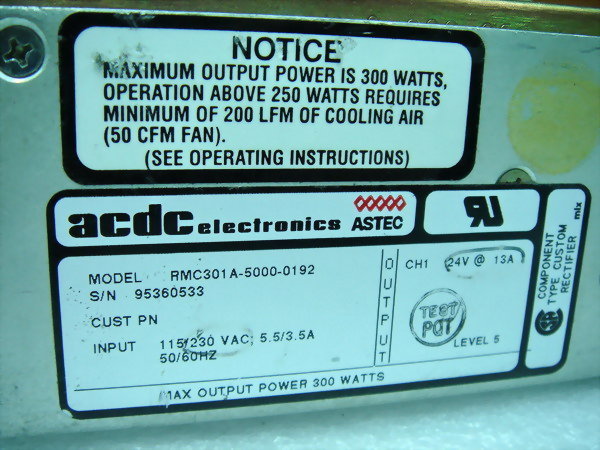 NOTICE
MAXIMUM OUTPUT POWER IS 300 WATTS,
OPERATION ABOVE 250 WATTS REQUIRES
MINIMUM OF 200 LFM OF COOLING AIR
(50 CFM FAN).
(SEE OPERATING INSTRUCTIONS)
acdc electronics ASTEC
MODEL RMC301A-5000-0192
S/N 95360533
CUST PN
INPUT 115/230 VAC; 5.5/3.5A
50/60HZ
MAX OUTPUT POWER 300 WATTS
OUTPUT
CH1 24V @ 13A
TEST
POT
LEVEL 5
COMPONENT
TYPE CUSTOM
RECTIFIER mix